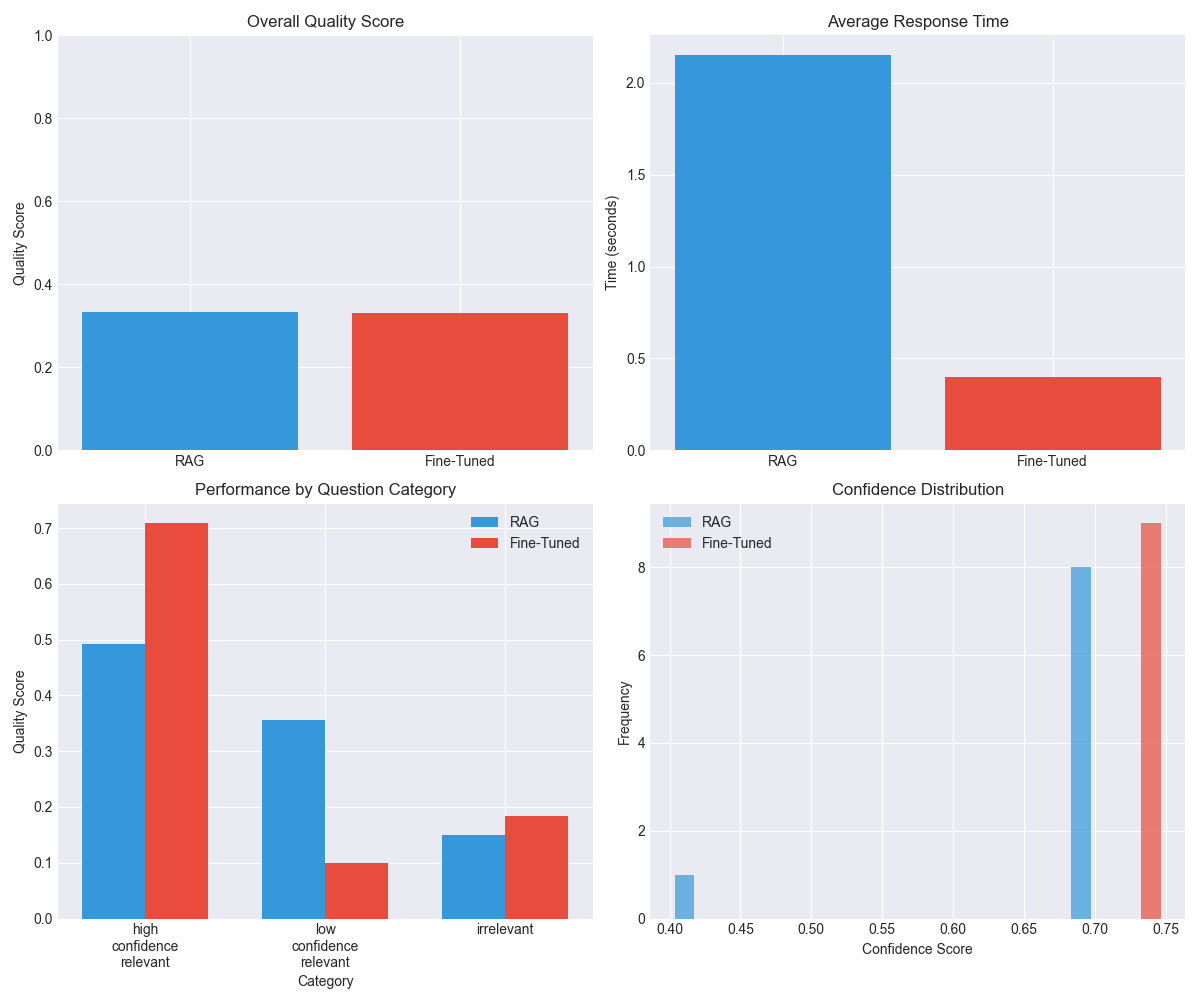 Overall Quality Score
1.0
0.8
0.6
0.4
0.2
0.0
Quality Score
RAG
Fine-Tuned
Average Response Time
2.0
1.5
1.0
0.5
0.0
Time (seconds)
RAG
Fine-Tuned
Performance by Question Category
RAG
Fine-Tuned
0.7
0.6
0.5
0.4
0.3
0.2
0.1
0.0
Quality Score
high
confidence
relevant
low
confidence
relevant
irrelevant
Category
Confidence Distribution
RAG
Fine-Tuned
8
6
4
2
0
Frequency
0.40
0.45
0.50
0.55
0.60
0.65
0.70
0.75
Confidence Score